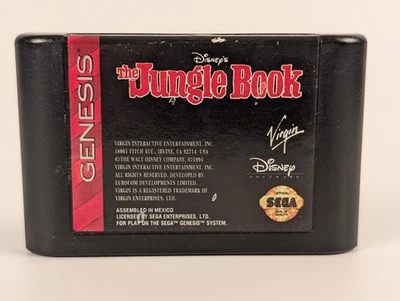 GENESIS
DISNEY'S
The Jungle Book
VIRGIN INTERACTIVE ENTERTAINMENT, INC.
18061 FITCH AVE., IRVINE, CA 92714 USA
©THE WALT DISNEY COMPANY. ©1994
VIRGIN INTERACTIVE ENTERTAINMENT, INC.
ALL RIGHTS RESERVED. DEVELOPED BY
EUROCOM DEVELOPMENTS LIMITED.
VIRGIN IS A REGISTERED TRADEMARK OF
VIRGIN ENTERPRISES, LTD.
ASSEMBLED IN MEXICO
LICENSED BY SEGA ENTERPRISES, LTD.
FOR PLAY ON THE SEGA™ GENESIS™ SYSTEM.
Virgin
DISNEY
SOFTWARE
SEGA